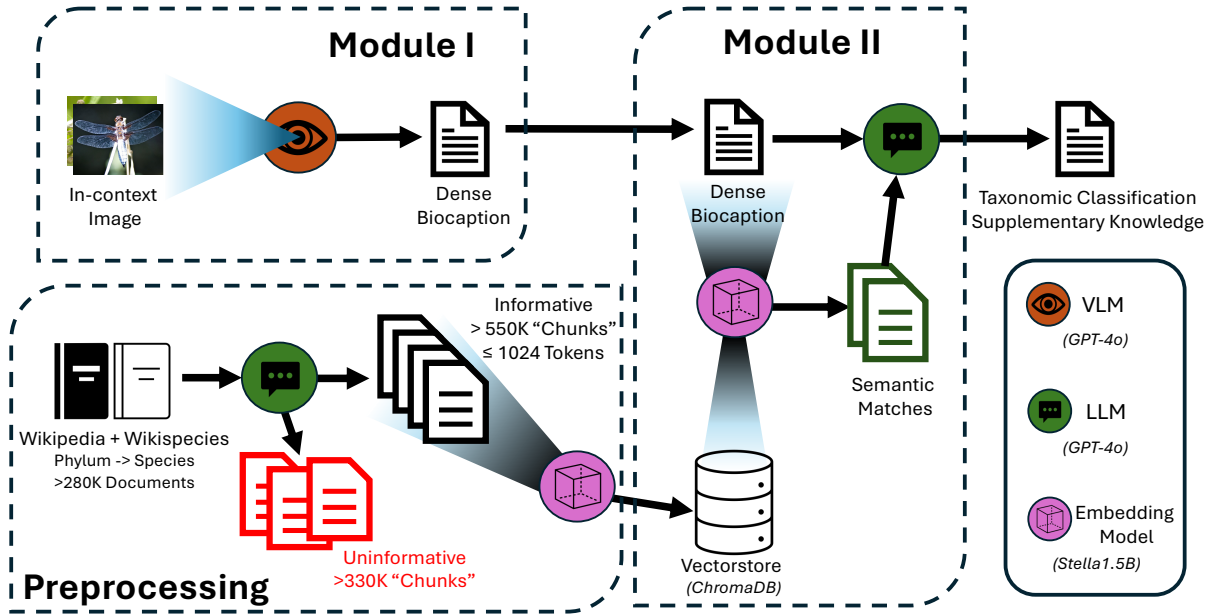 Module I
In-context
Image
Dense
Biocaption
Module II
Dense
Biocaption
Semantic
Matches
Vectorstore
(ChromaDB)
Taxonomic Classification
Supplementary Knowledge
Informative
> 550K “Chunks”
≤ 1024 Tokens
Wikipedia + Wikispecies
Phylum -> Species
>280K Documents
Uninformative
>330K “Chunks”
Preprocessing
VLM
(GPT-4o)
LLM
(GPT-4o)
Embedding
Model
(Stella1.5B)